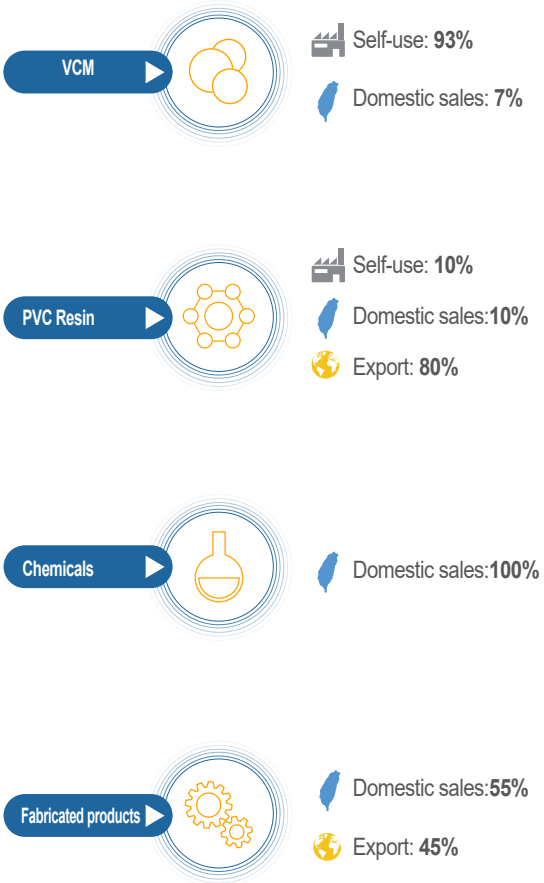 VCM
Self-use: 93%
Domestic sales: 7%
PVC Resin
Self-use: 10%
Domestic sales:10%
Export: 80%
Chemicals
Domestic sales:100%
Fabricated products
Domestic sales:55%
Export: 45%